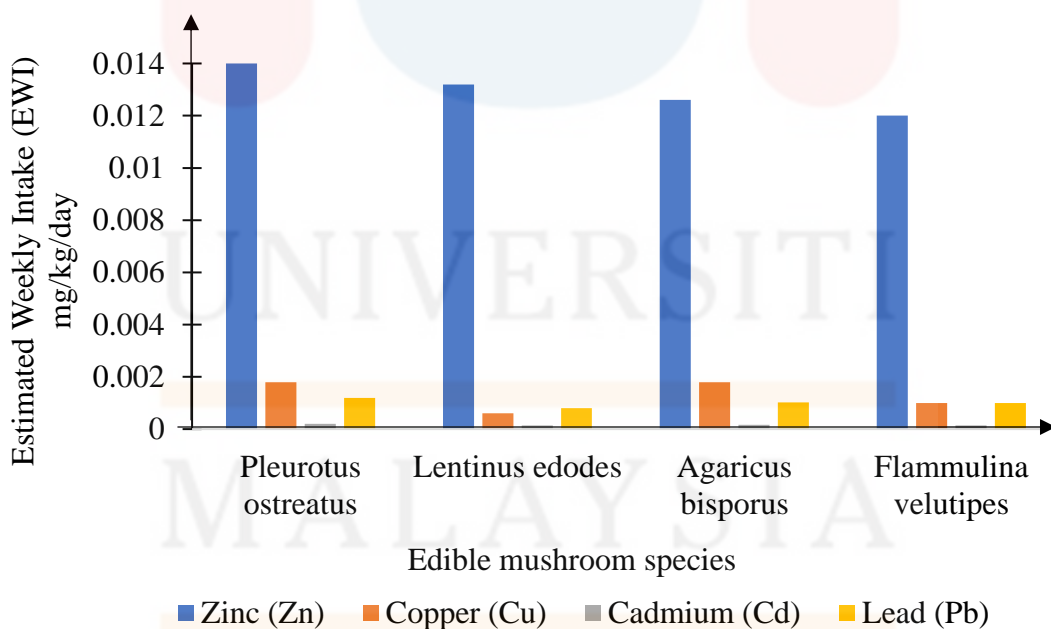 Estimated Weekly Intake (EWI)
mg/kg/day
0.014
0.012
0.01
0.008
0.006
0.004
0.002
0
UNIVERSITI
MALAYSIA
Pleurotus
ostreatus
Lentinus edodes
Agaricus
bisporus
Flammulina
velutipes
Edible mushroom species
Zinc (Zn)
Copper (Cu)
Cadmium (Cd)
Lead (Pb)